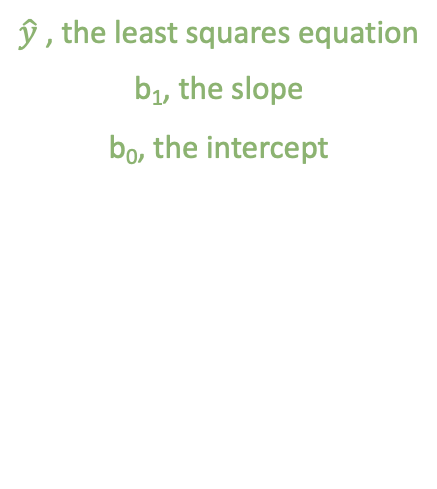 ŷ , the least squares equation
b₁, the slope
b₀, the intercept